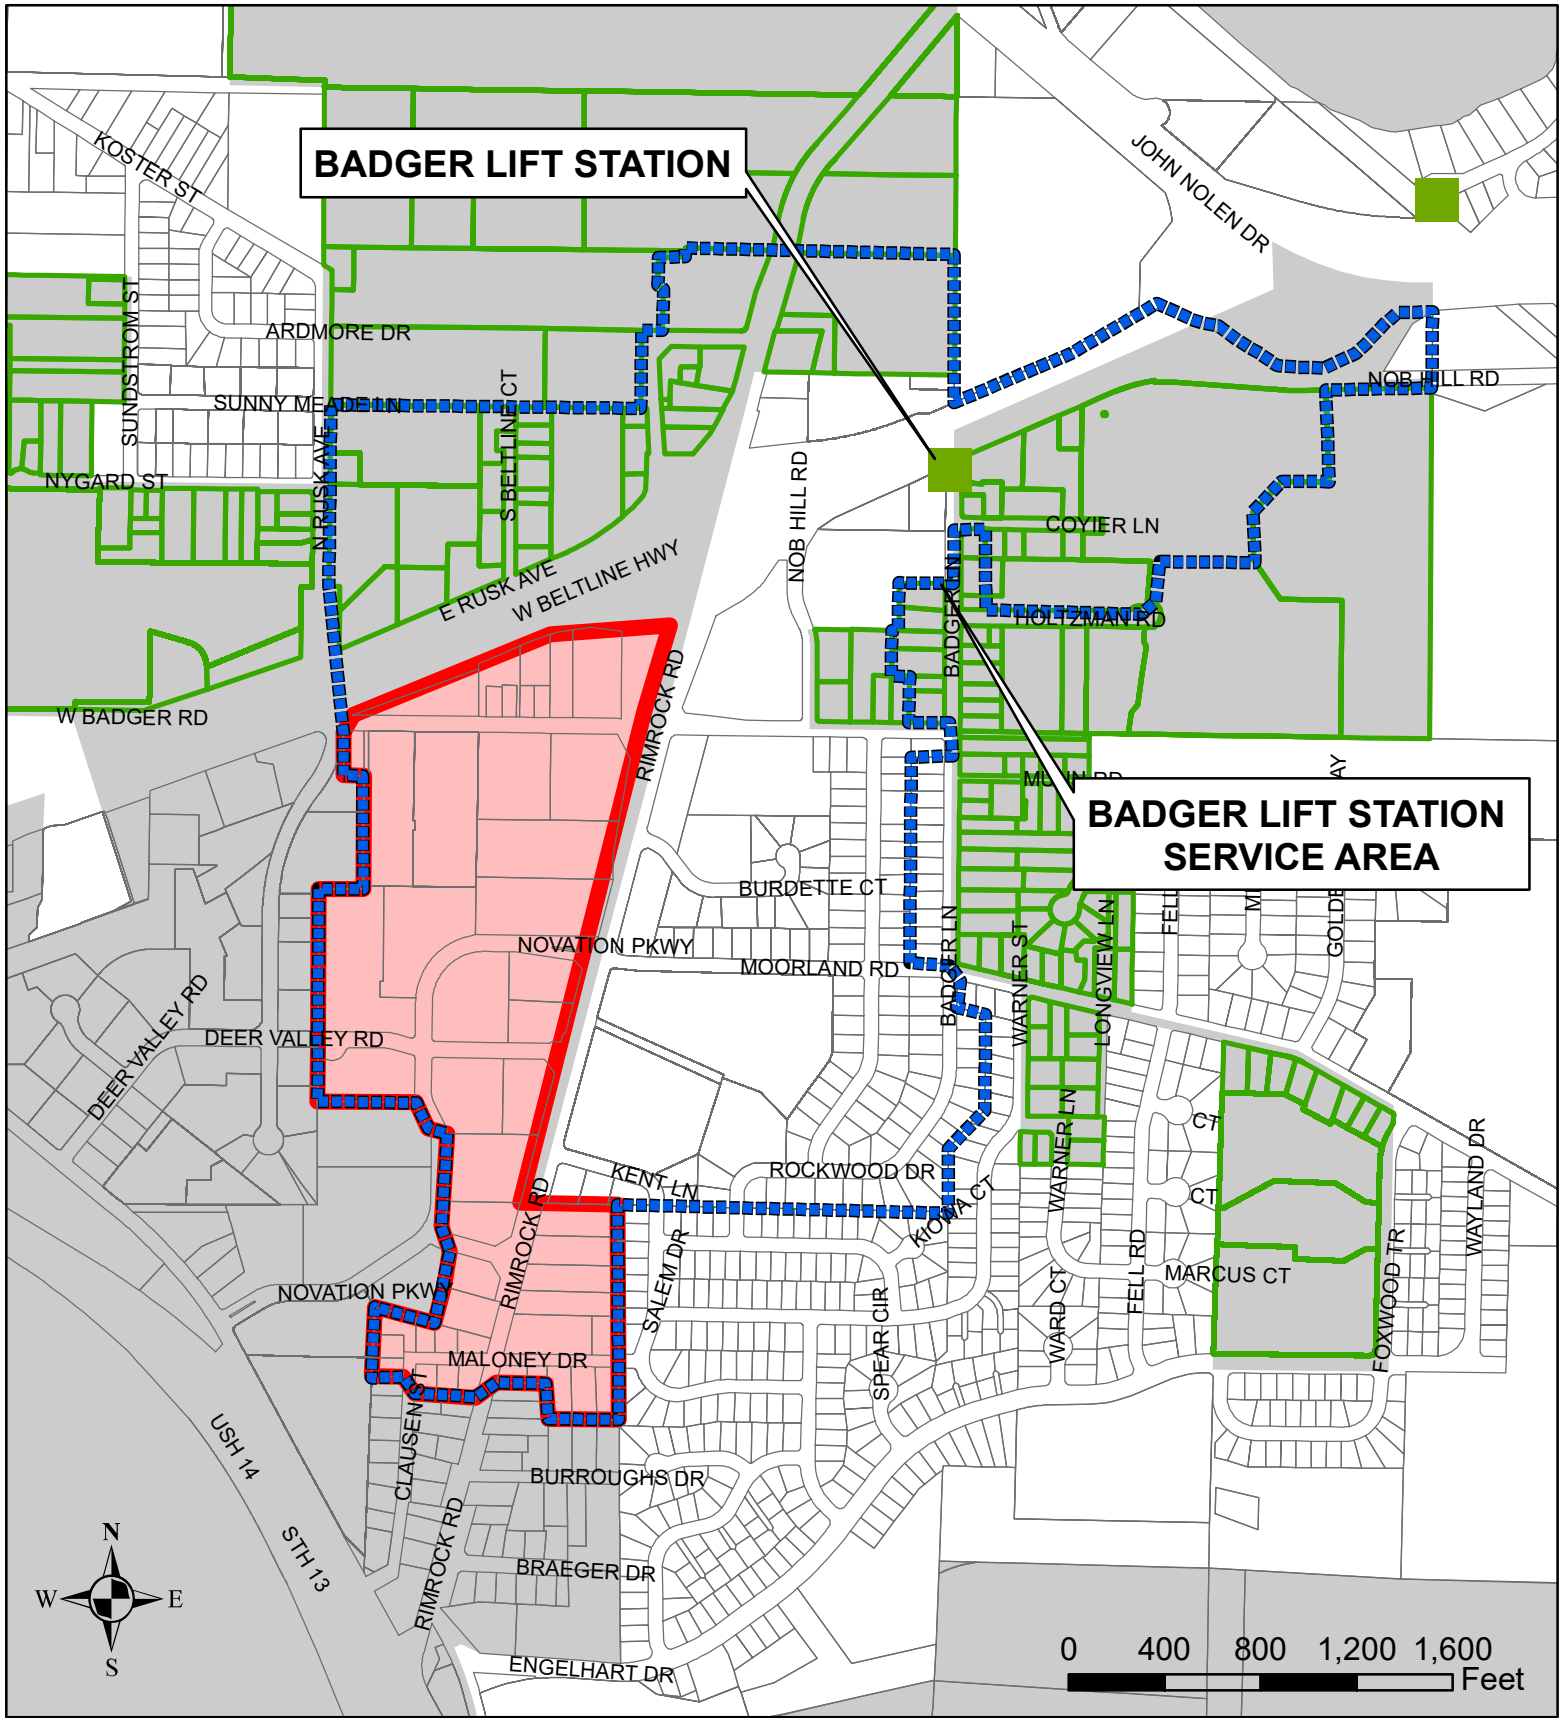 KOSTER ST
BADGER LIFT STATION
JOHN NOLEN DR
SUNDSTROM ST
ARDMORE DR
SUNNY MEADE LN
S BELTLINE CT
NOB HILL RD
NYGARD ST
N RUSK AVE
NOB HILL RD
COYIER LN
E RUSK AVE
W BELTLINE HWY
BADGER LN
HOLTZMAN RD
W BADGER RD
RIMROCK RD
MUNN RD
BADGER LIFT STATION
SERVICE AREA
BURDETTE CT
FELL
GOLDE
AY
NOVATION PKWY
MOORLAND RD
BADGER LN
WARNER ST
LONGVIEW LN
DEER VALLEY RD
DEER VALLEY RD
CT
WARNER LN
WAYLAND DR
KENT LN
ROCKWOOD DR
CT
KIOWA CT
RIMROCK RD
SALEM DR
FELL RD
MARCUS CT
FOXWOOD TR
NOVATION PKWY
SPEAR CIR
WARD CT
MALONEY DR
CLAUSEN ST
USH 14
BURROUGHS DR
STH 13
RIMROCK RD
BRAEGER DR
ENGELHART DR
N
W E
S
0 400 800 1,200 1,600
Feet